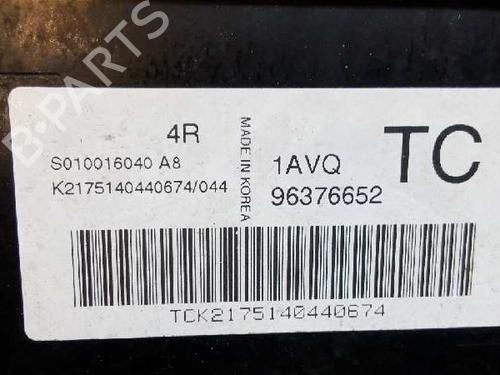 4R
S010016040 A8
K2175140440674/044
MADE IN KOREA
1AVQ
96376652
TC
TCK2175140440674
B-PARTS